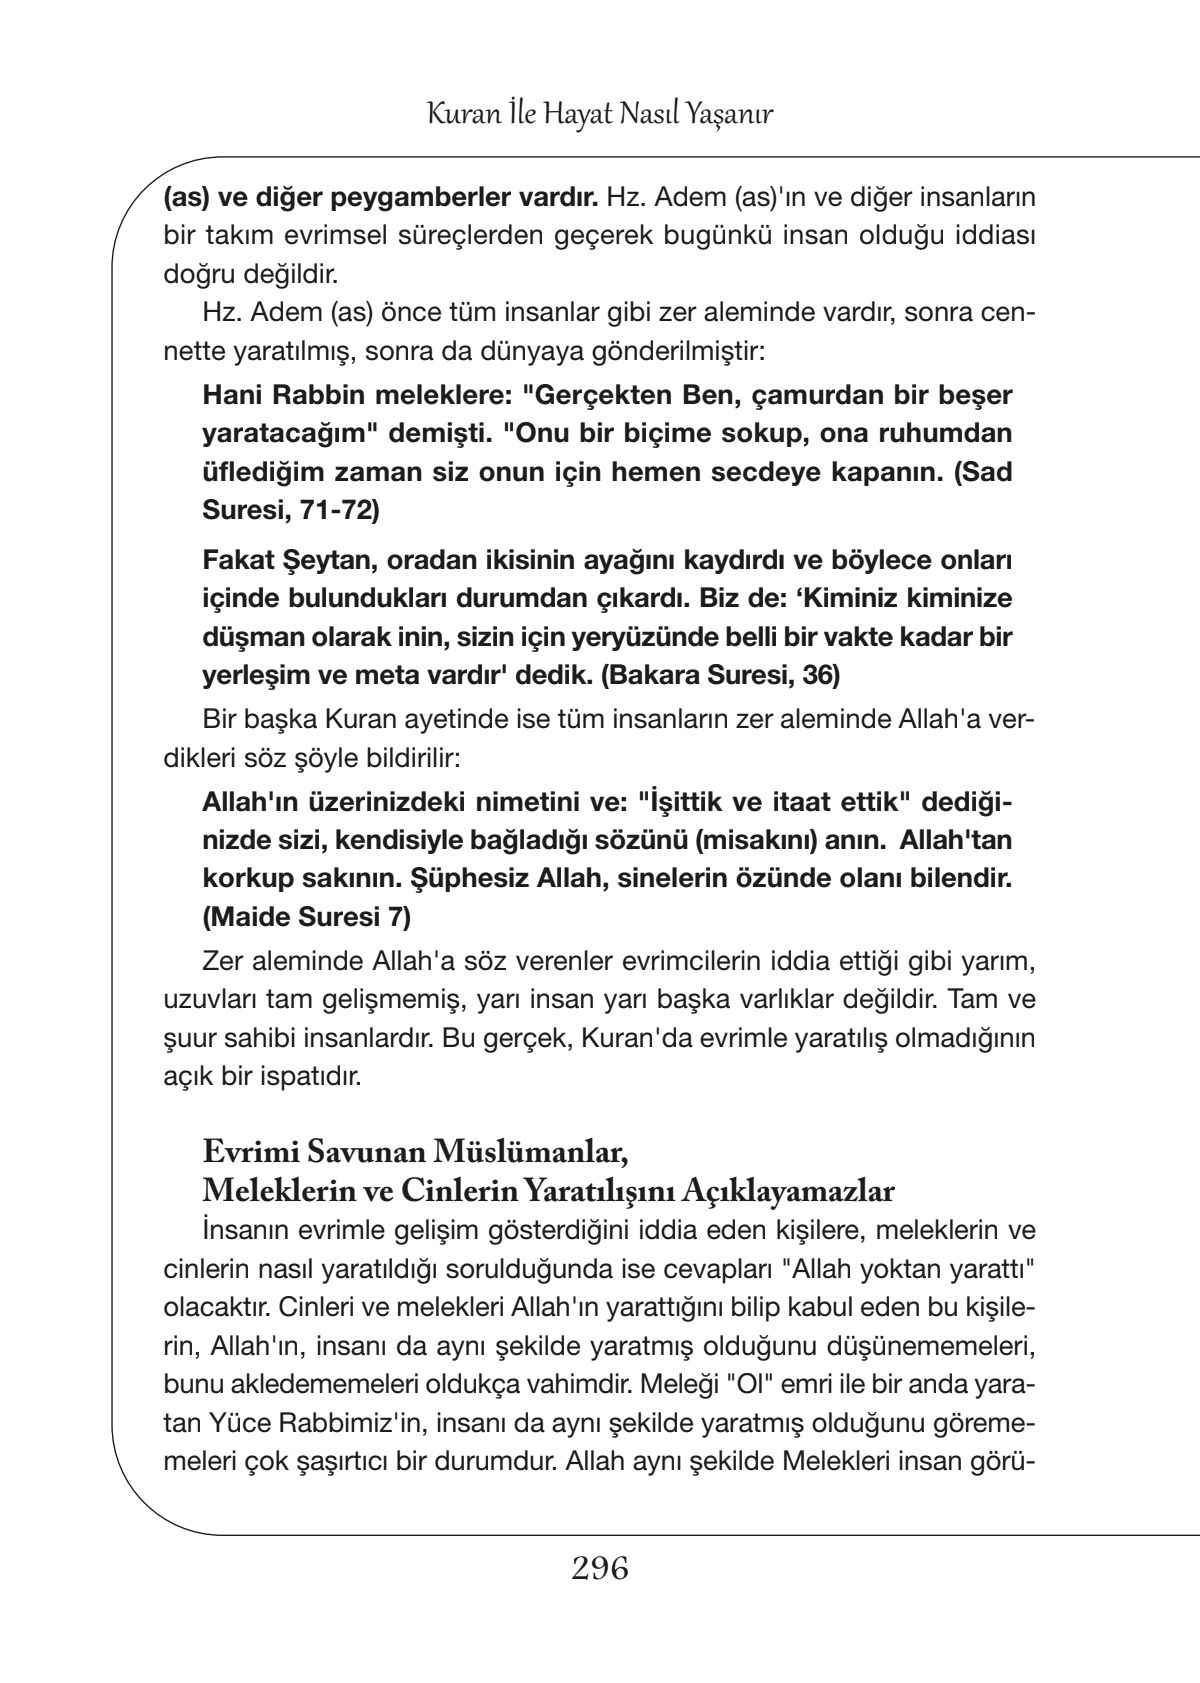 Kuran İle Hayat Nasıl Yaşanır
(as) ve diğer peygamberler vardır. Hz. Adem (as)'ın ve diğer insanların
bir takım evrimsel süreçlerden geçerek bugünkü insan olduğu iddiası
doğru değildir.
Hz. Adem (as) önce tüm insanlar gibi zer aleminde vardır, sonra cen-
nette yaratılmış, sonra da dünyaya gönderilmiştir:
Hani Rabbin meleklere: "Gerçekten Ben, çamurdan bir beşer
yaratacağım" demişti. "Onu bir biçime sokup, ona ruhumdan
üflediğim zaman siz onun için hemen secdeye kapanın. (Sad
Suresi, 71-72)
Fakat Şeytan, oradan ikisinin ayağını kaydırdı ve böylece onları
içinde bulundukları durumdan çıkardı. Biz de: ‘Kiminiz kiminize
düşman olarak inin, sizin için yeryüzünde belli bir vakte kadar bir
yerleşim ve meta vardır' dedik. (Bakara Suresi, 36)
Bir başka Kuran ayetinde ise tüm insanların zer aleminde Allah'a ver-
dikleri söz şöyle bildirilir:
Allah'ın üzerinizdeki nimetini ve: "İşittik ve itaat ettik" dediği-
nizde sizi, kendisiyle bağladığı sözünü (misakını) anın.  Allah'tan
korkup sakının. Şüphesiz Allah, sinelerin özünde olanı bilendir.
(Maide Suresi 7)
Zer aleminde Allah'a söz verenler evrimcilerin iddia ettiği gibi yarım,
uzuvları tam gelişmemiş, yarı insan yarı başka varlıklar değildir. Tam ve
şuur sahibi insanlardır. Bu gerçek, Kuran'da evrimle yaratılış olmadığının
açık bir ispatıdır.
Evrimi Savunan Müslümanlar,
Meleklerin ve Cinlerin Yaratılışını Açıklayamazlar
İnsanın evrimle gelişim gösterdiğini iddia eden kişilere, meleklerin ve
cinlerin nasıl yaratıldığı sorulduğunda ise cevapları "Allah yoktan yarattı"
olacaktır. Cinleri ve melekleri Allah'ın yarattığını bilip kabul eden bu kişile-
rin, Allah'ın, insanı da aynı şekilde yaratmış olduğunu düşünememeleri,
bunu akledememeleri oldukça vahimdir. Meleği "Ol" emri ile bir anda yara-
tan Yüce Rabbimiz'in, insanı da aynı şekilde yaratmış olduğunu göreme-
meleri çok şaşırtıcı bir durumdur. Allah aynı şekilde Melekleri insan görü-
296